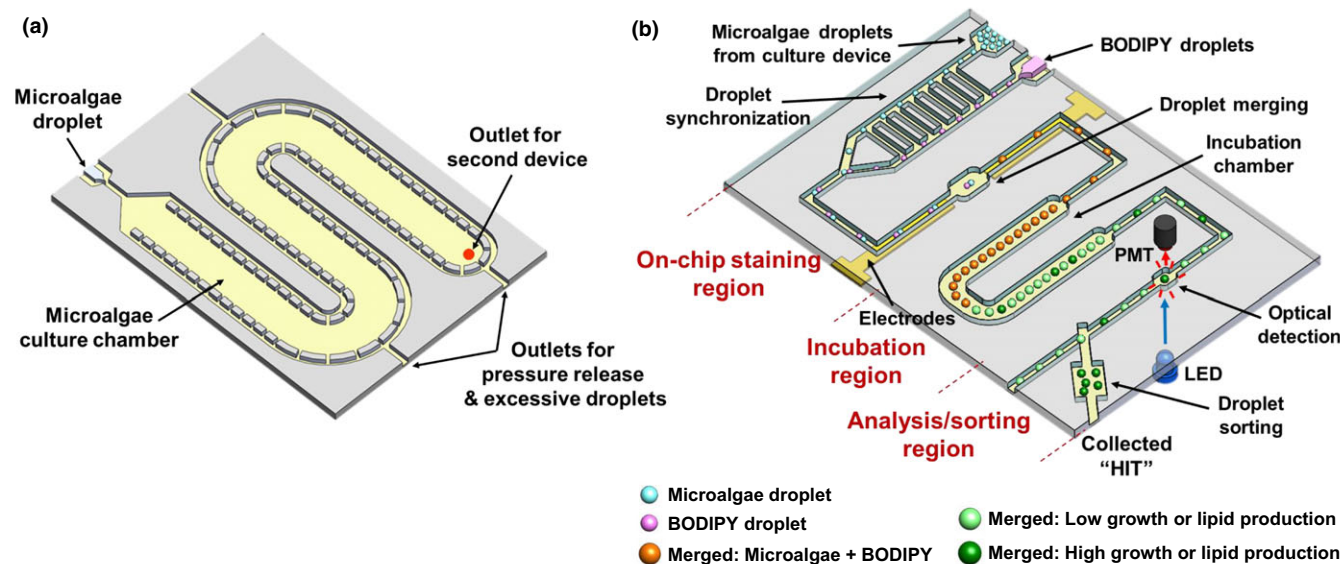 (a)
Microalgae
droplet
Outlet for
second device
Microalgae
culture chamber
Outlets for
pressure release
& excessive droplets
(b)
Microalgae droplets
from culture device
BODIPY droplets
Droplet
synchronization
Droplet merging
Incubation
chamber
On-chip staining
region
PMT
Electrodes
Optical
detection
Incubation
region
LED
Analysis/sorting
region
Droplet
sorting
Collected
“HIT”
Microalgae droplet
BODIPY droplet
Merged: Microalgae + BODIPY
Merged: Low growth or lipid production
Merged: High growth or lipid production